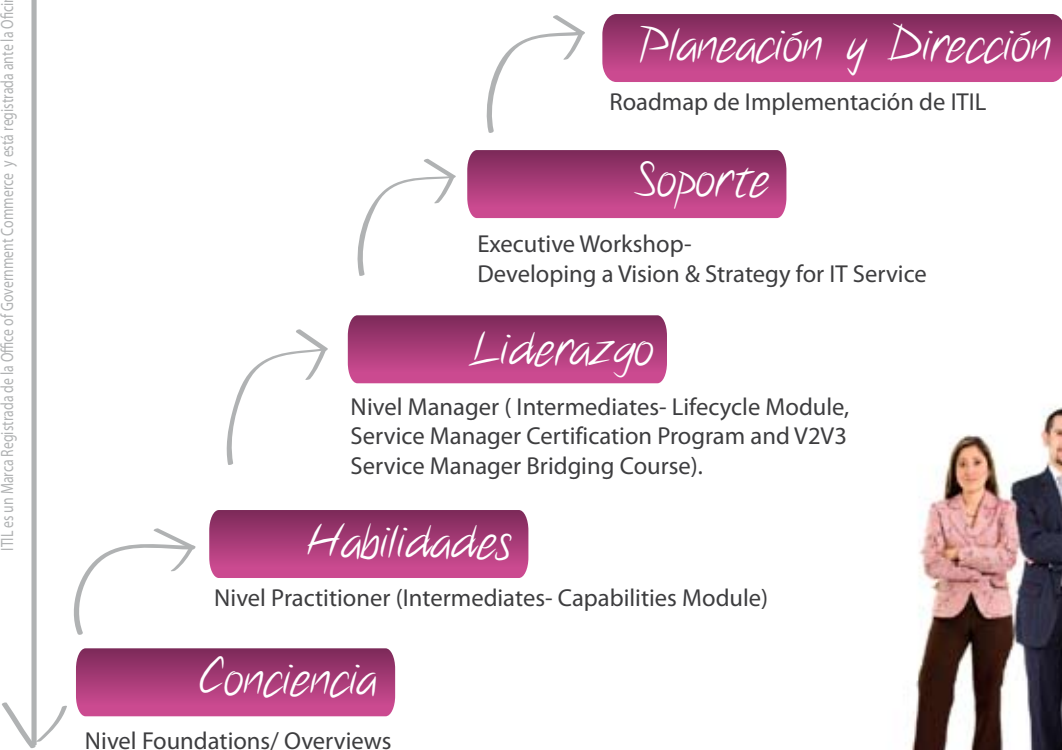 Planeación y Dirección
Roadmap de Implementación de ITIL
Soporte
Executive Workshop-
Developing a Vision & Strategy for IT Service
Liderazgo
Nivel Manager ( Intermediates- Lifecycle Module,
Service Manager Certification Program and V2V3
Service Manager Bridging Course).
Habilidades
Nivel Practitioner (Intermediates- Capabilities Module)
Conciencia
Nivel Foundations/ Overviews
ITIL es un Marca Registrada de la Office of Government Commerce y está registrada ante la